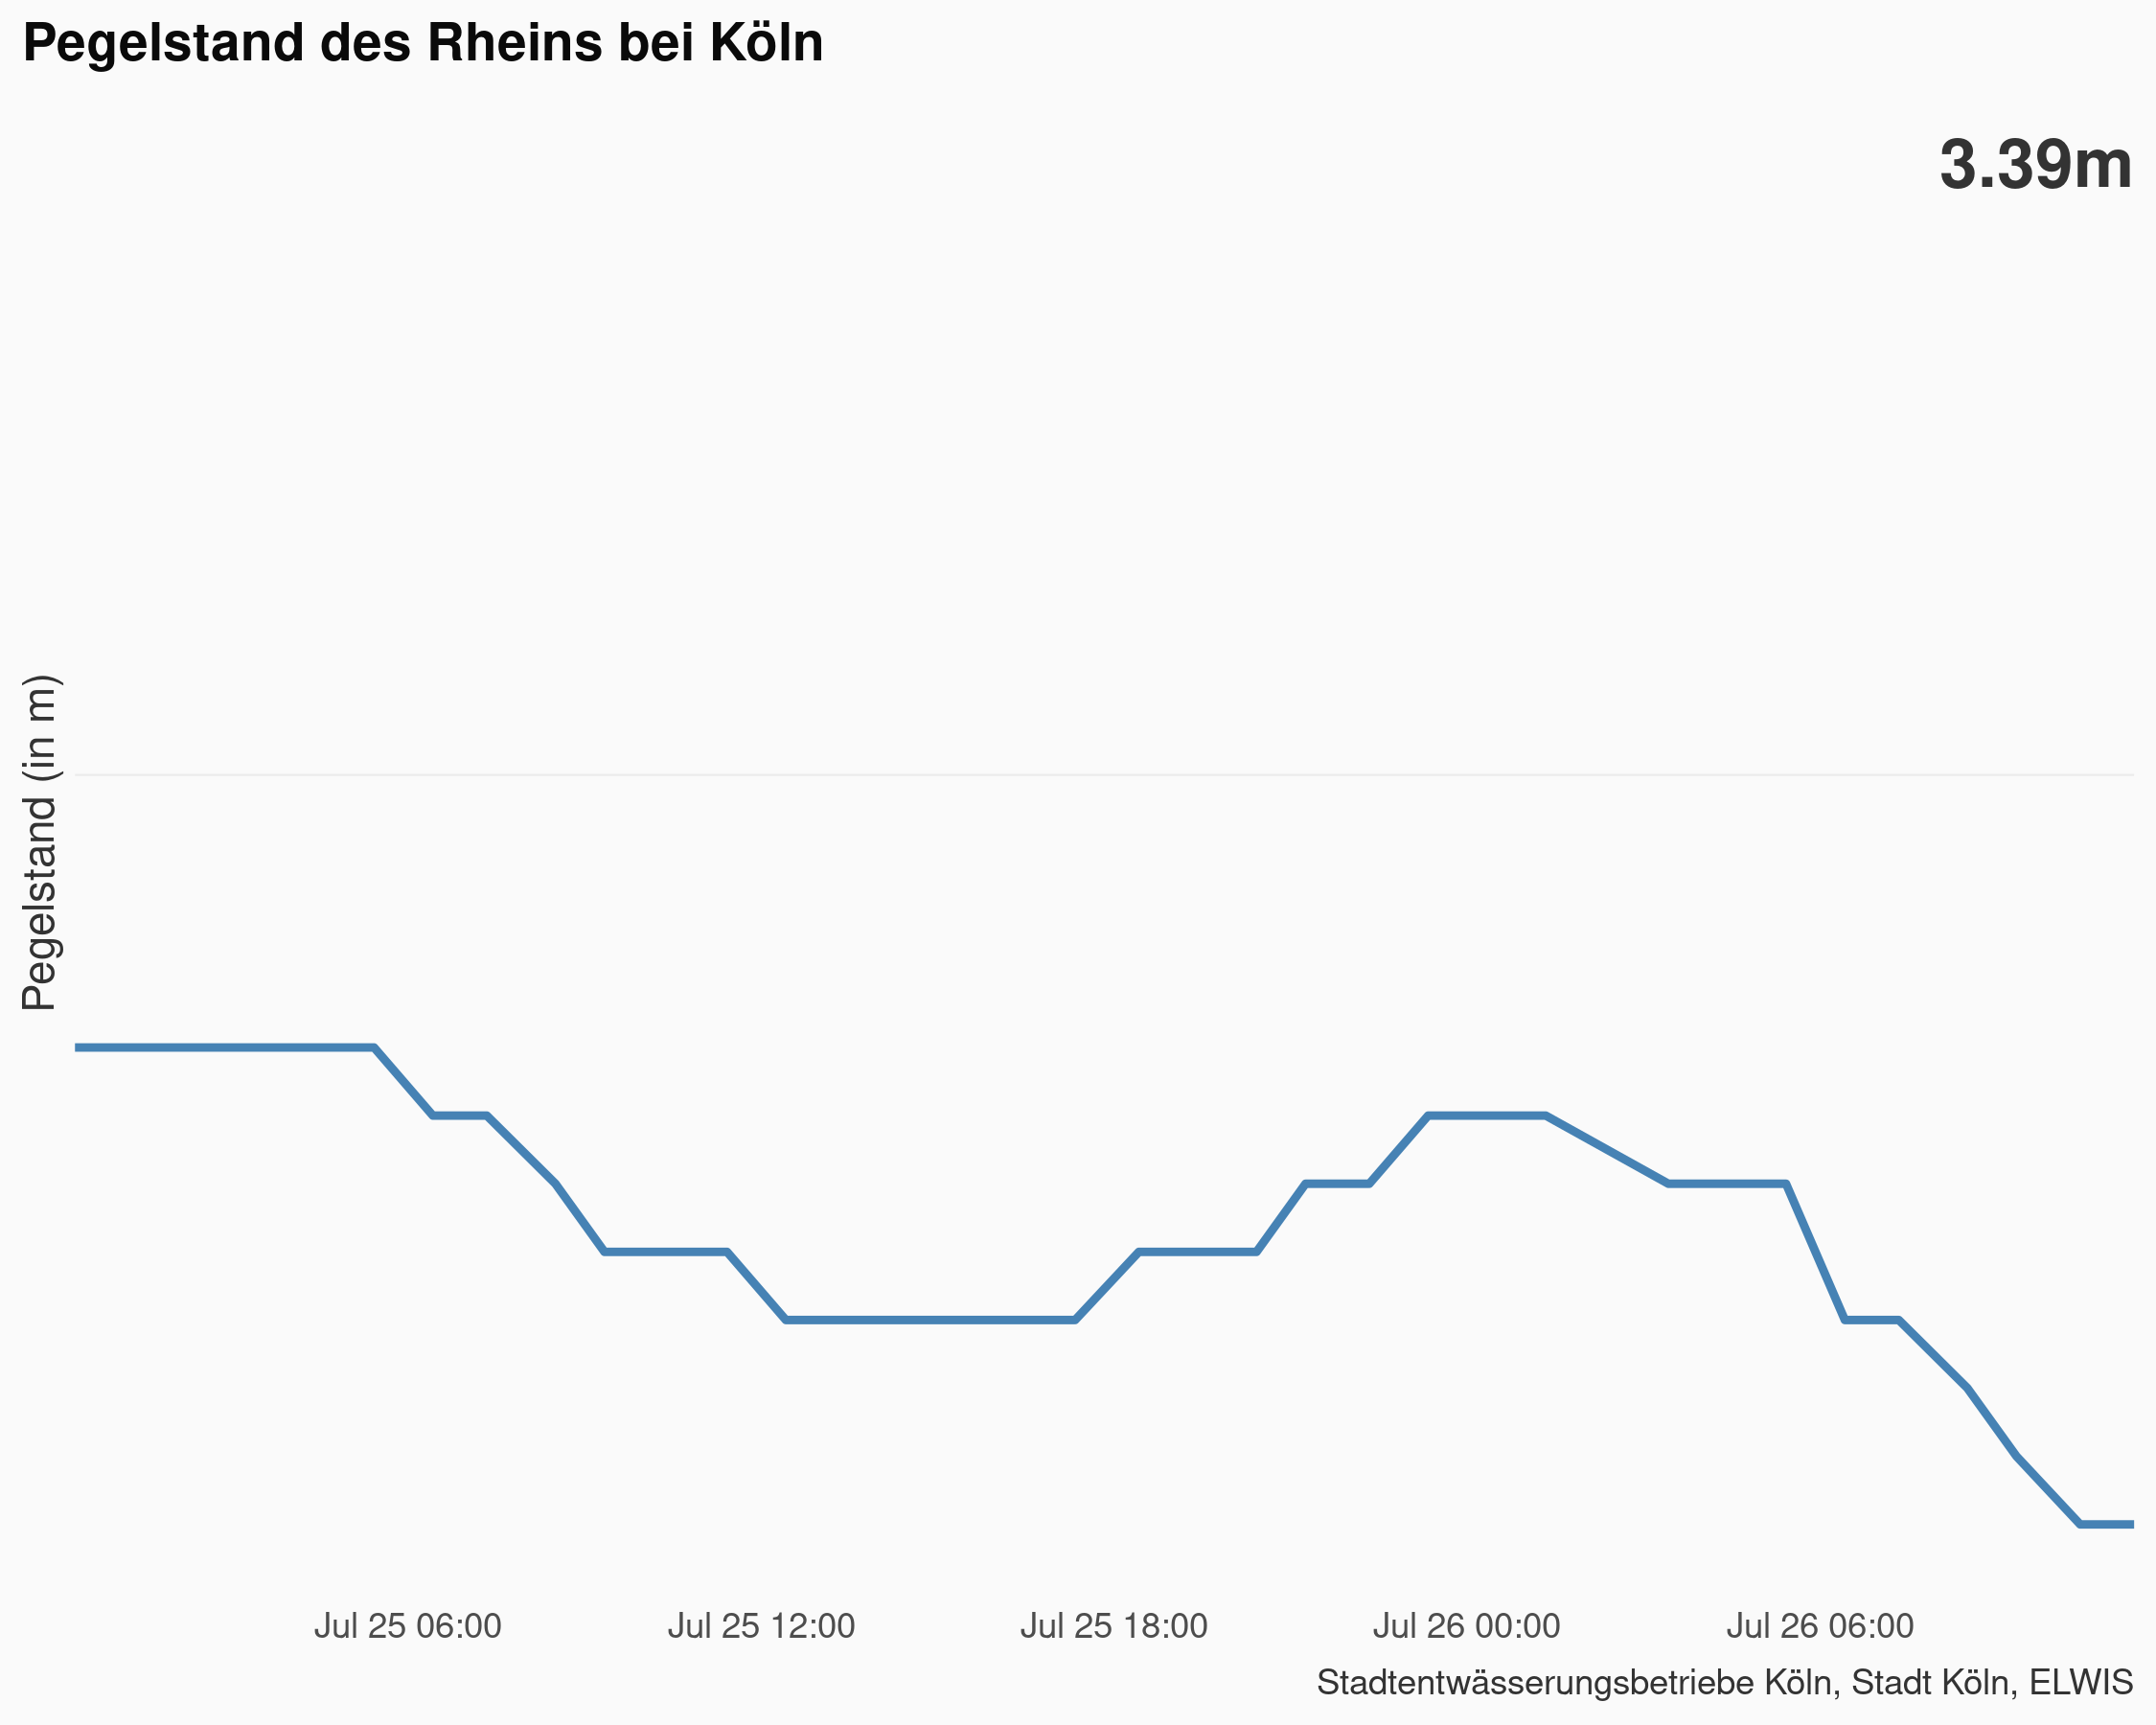 Pegelstand des Rheins bei Köln
3.39m
Pegelstand (in m)
Jul 25 06:00
Jul 25 12:00
Jul 25 18:00
Jul 26 00:00
Jul 26 06:00
Stadtentwässerungsbetriebe Köln, Stadt Köln, ELWIS